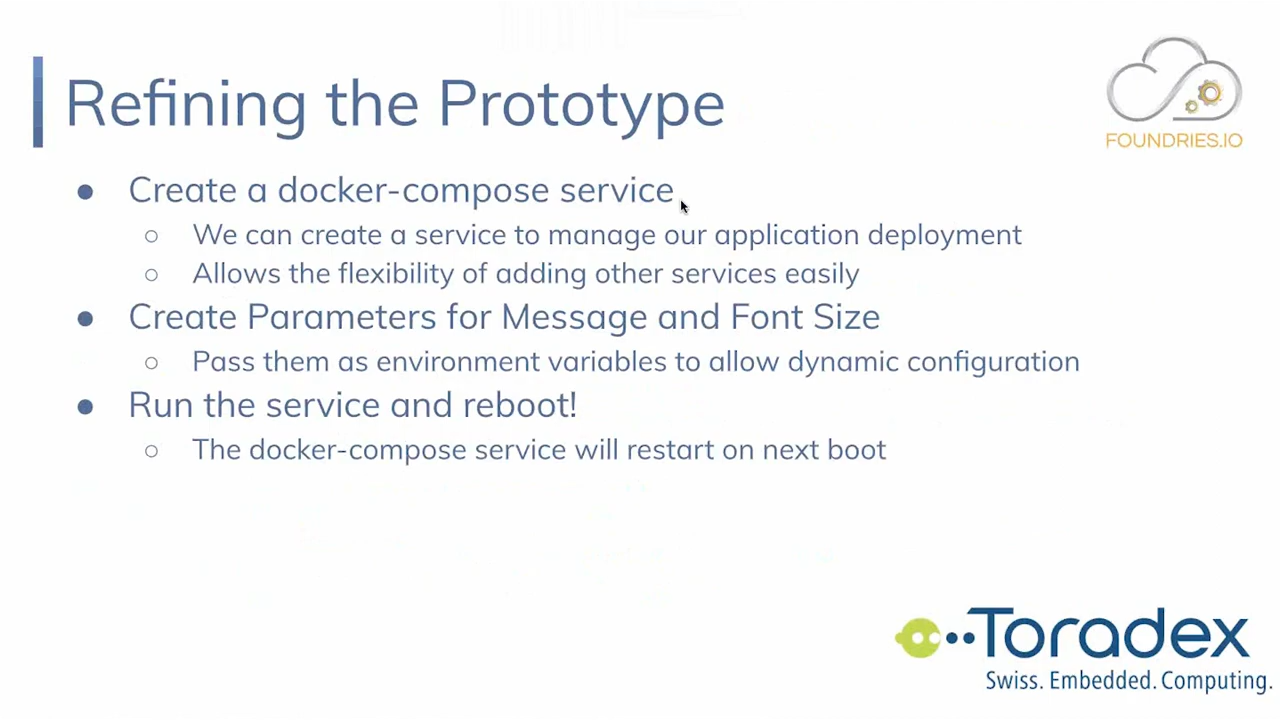 Refining the Prototype
FOUNDRIES.IO
● Create a docker-compose service
○ We can create a service to manage our application deployment
○ Allows the flexibility of adding other services easily
● Create Parameters for Message and Font Size
○ Pass them as environment variables to allow dynamic configuration
● Run the service and reboot!
○ The docker-compose service will restart on next boot
Toradex
Swiss. Embedded. Computing.